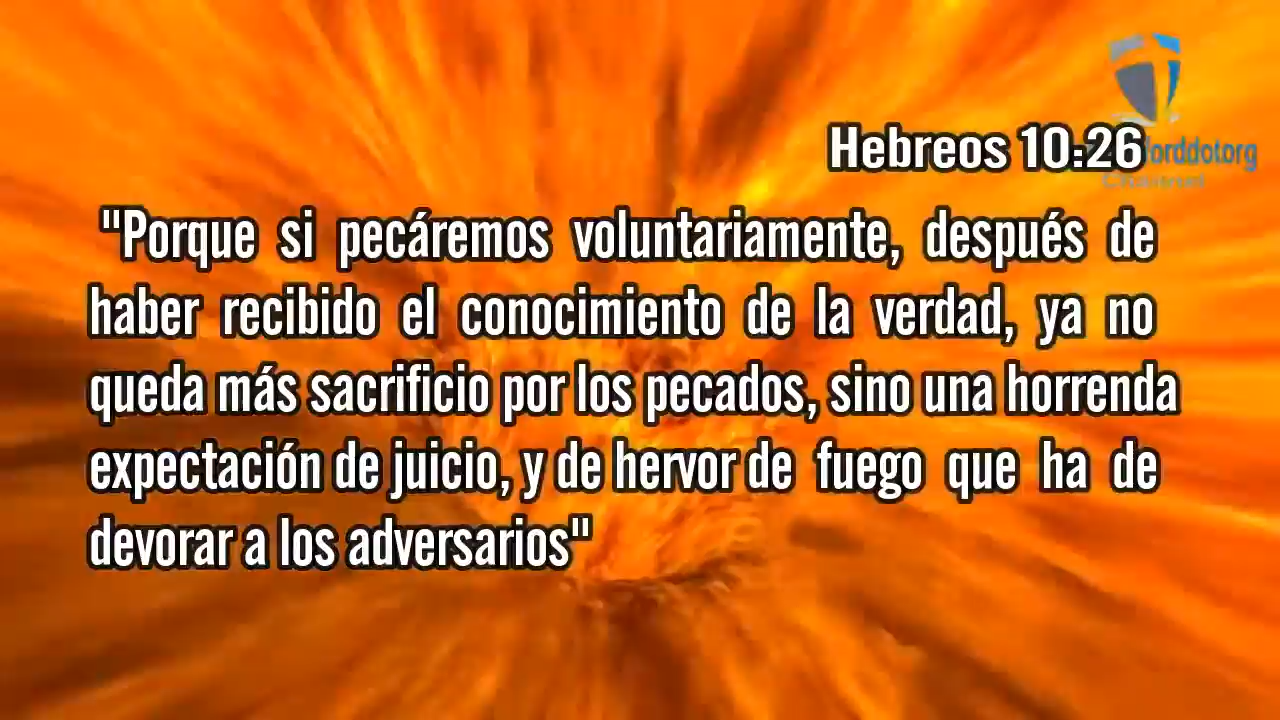 Hebreos 10:26
orddotorg
Channel
"Porque si pecáremos voluntariamente, después de
haber recibido el conocimiento de la verdad, ya no
queda más sacrificio por los pecados, sino una horrenda
expectación de juicio, y de hervor de fuego que ha de
devorar a los adversarios"